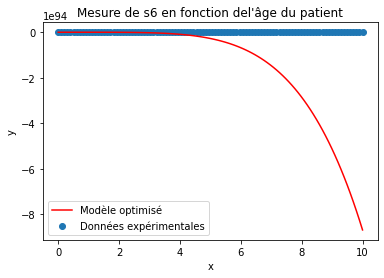 Mesure de s6 en fonction del'âge du patient
1e94
0
−2
−4
−6
−8
y
0 2 4 6 8 10
x
Modèle optimisé
Données expérimentales